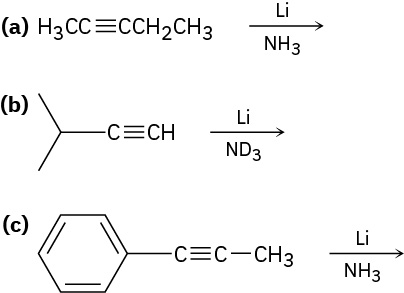 (a) H₃CC≡CCH₂CH₃ Li NH₃
(b) C≡CH Li ND₃
(c) C≡C−CH₃ Li NH₃